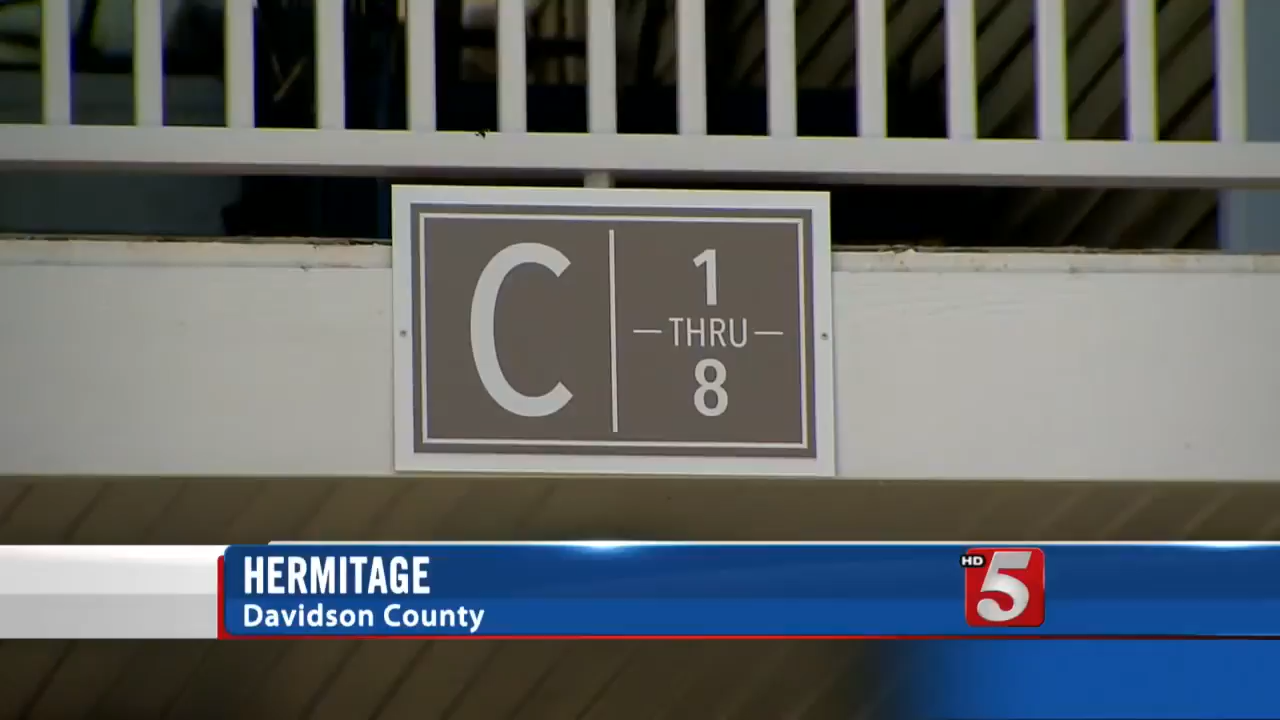 C
1
— THRU —
8
HERMITAGE
Davidson County
HD
5